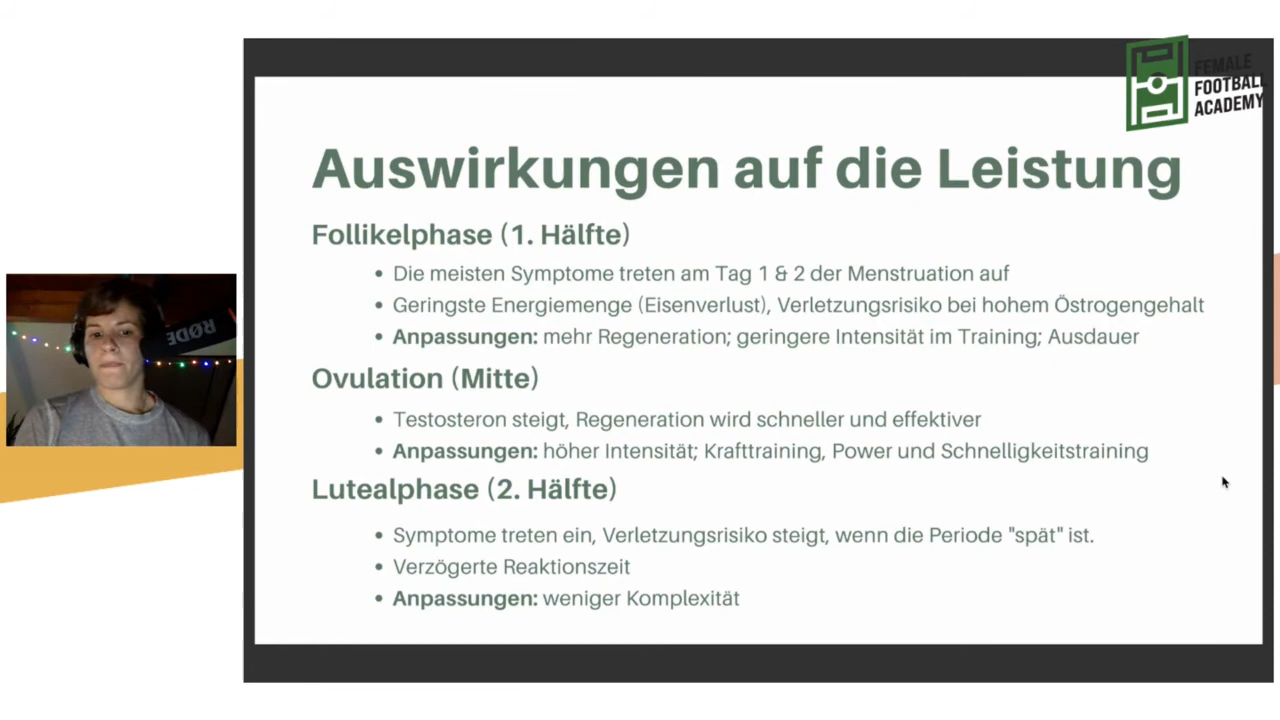 FEMALE
FOOTBALL
ACADEMY
Auswirkungen auf die Leistung
Follikelphase (1. Hälfte)
• Die meisten Symptome treten am Tag 1 & 2 der Menstruation auf
• Geringste Energiemenge (Eisenverlust), Verletzungsrisiko bei hohem Östrogengehalt
• Anpassungen: mehr Regeneration; geringere Intensität im Training; Ausdauer
RØDE
Ovulation (Mitte)
• Testosteron steigt, Regeneration wird schneller und effektiver
• Anpassungen: höher Intensität; Krafttraining, Power und Schnelligkeitstraining
Lutealphase (2. Hälfte)
• Symptome treten ein, Verletzungsrisiko steigt, wenn die Periode "spät" ist.
• Verzögerte Reaktionszeit
• Anpassungen: weniger Komplexität